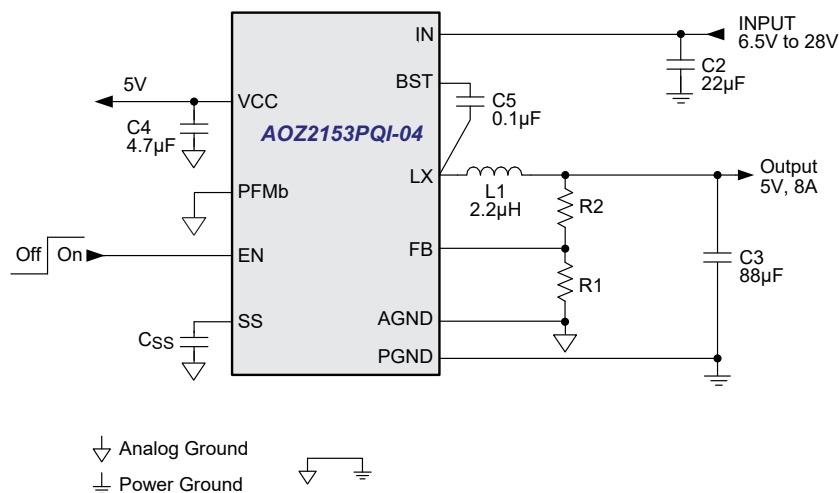 IN
INPUT
6.5V to 28V
C2
22µF
BST
C5
0.1µF
5V
VCC
C4
4.7µF
AOZ2153PQI-04
LX
L1
2.2µH
Output
5V, 8A
PFMb
R2
Off On
EN
FB
C3
88µF
R1
SS
CSS
AGND
PGND
Analog Ground
Power Ground